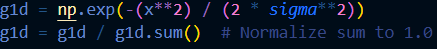 g1d = np.exp(-(x**2) / (2 * sigma**2))
g1d = g1d / g1d.sum()  # Normalize sum to 1.0